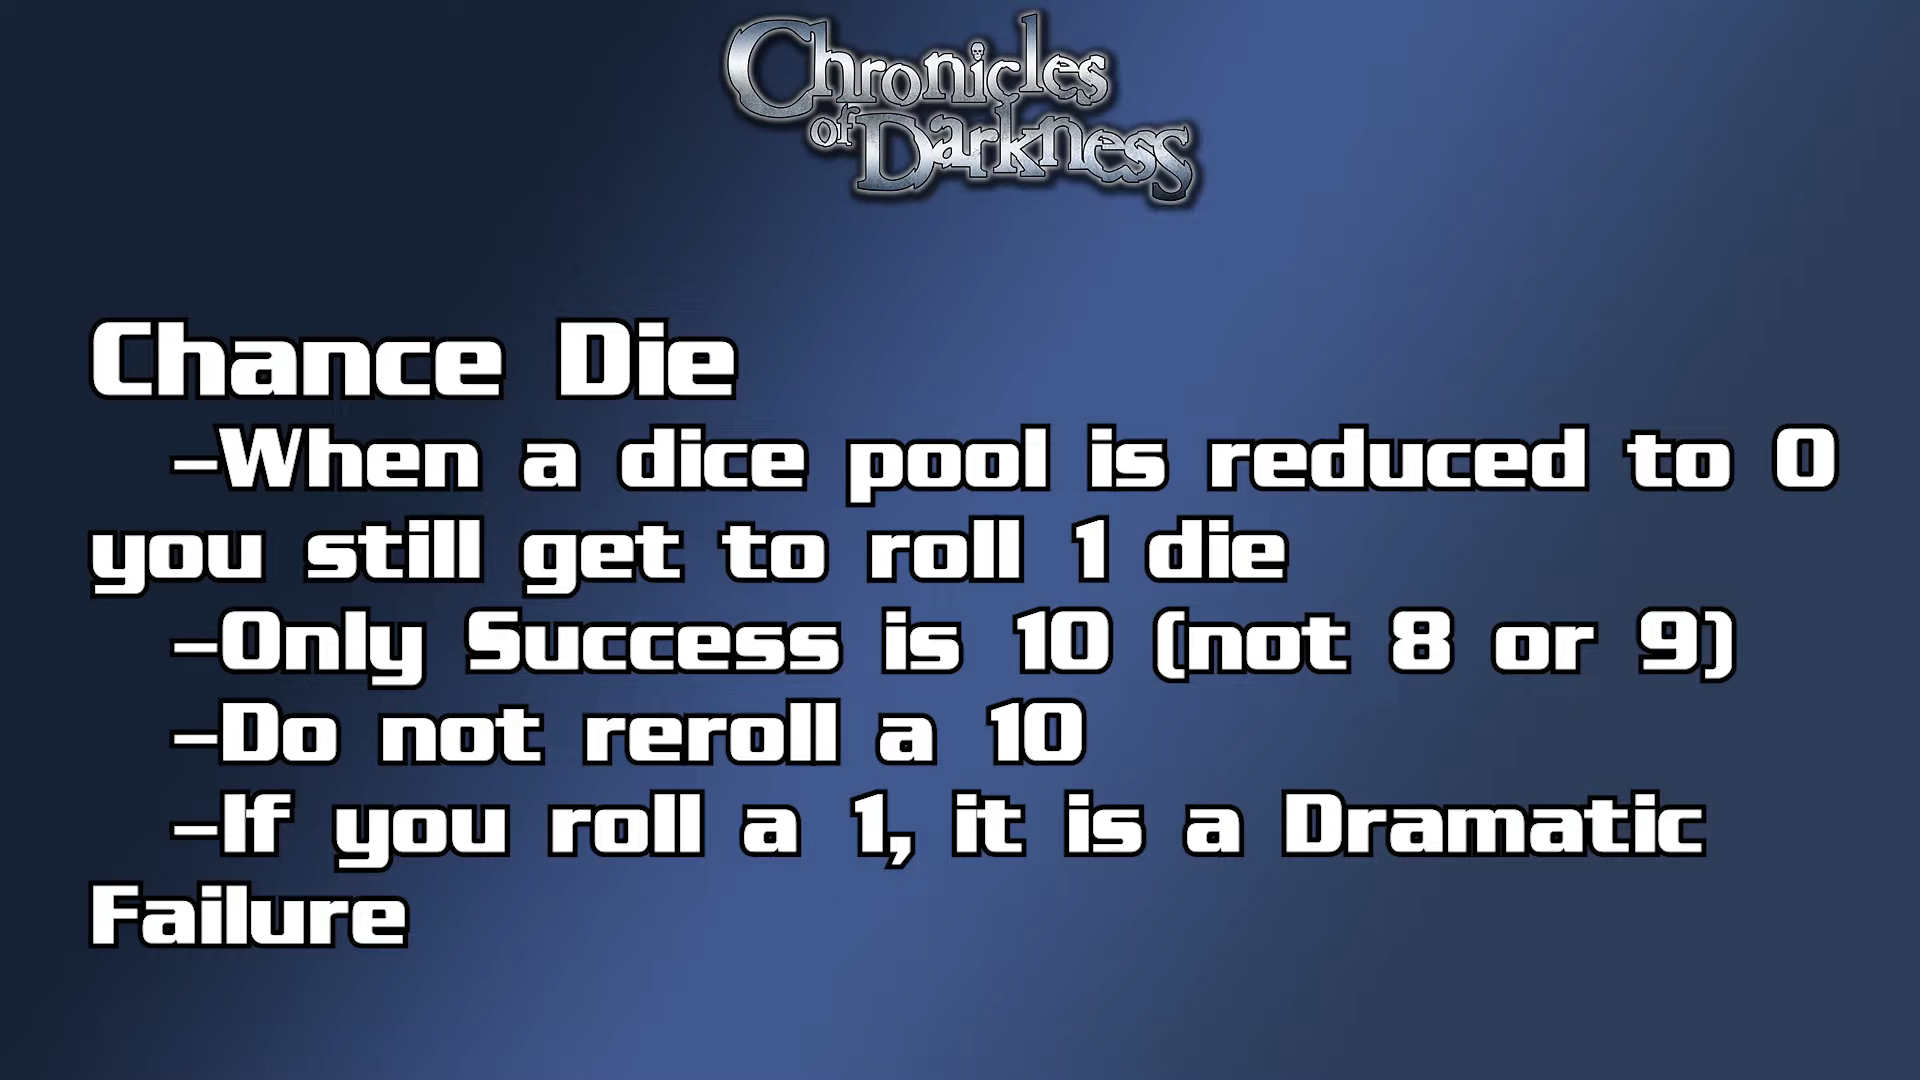 Chronicles
of Darkness
Chance Die
-When a dice pool is reduced to 0
you still get to roll 1 die
-Only Success is 10 (not 8 or 9)
-Do not reroll a 10
-If you roll a 1, it is a Dramatic
Failure